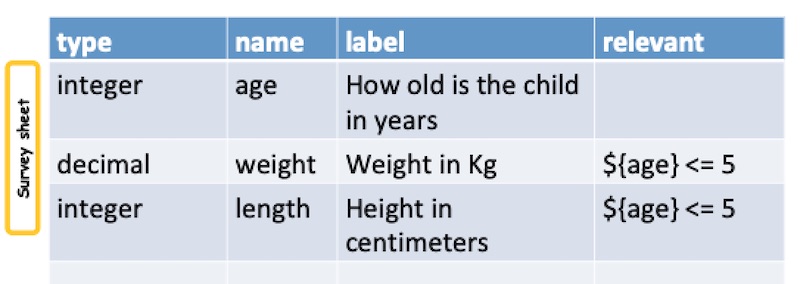 Survey sheet
type name label relevant
integer age How old is the child
in years
decimal weight Weight in Kg ${age} <= 5
integer length Height in ${age} <= 5
centimeters